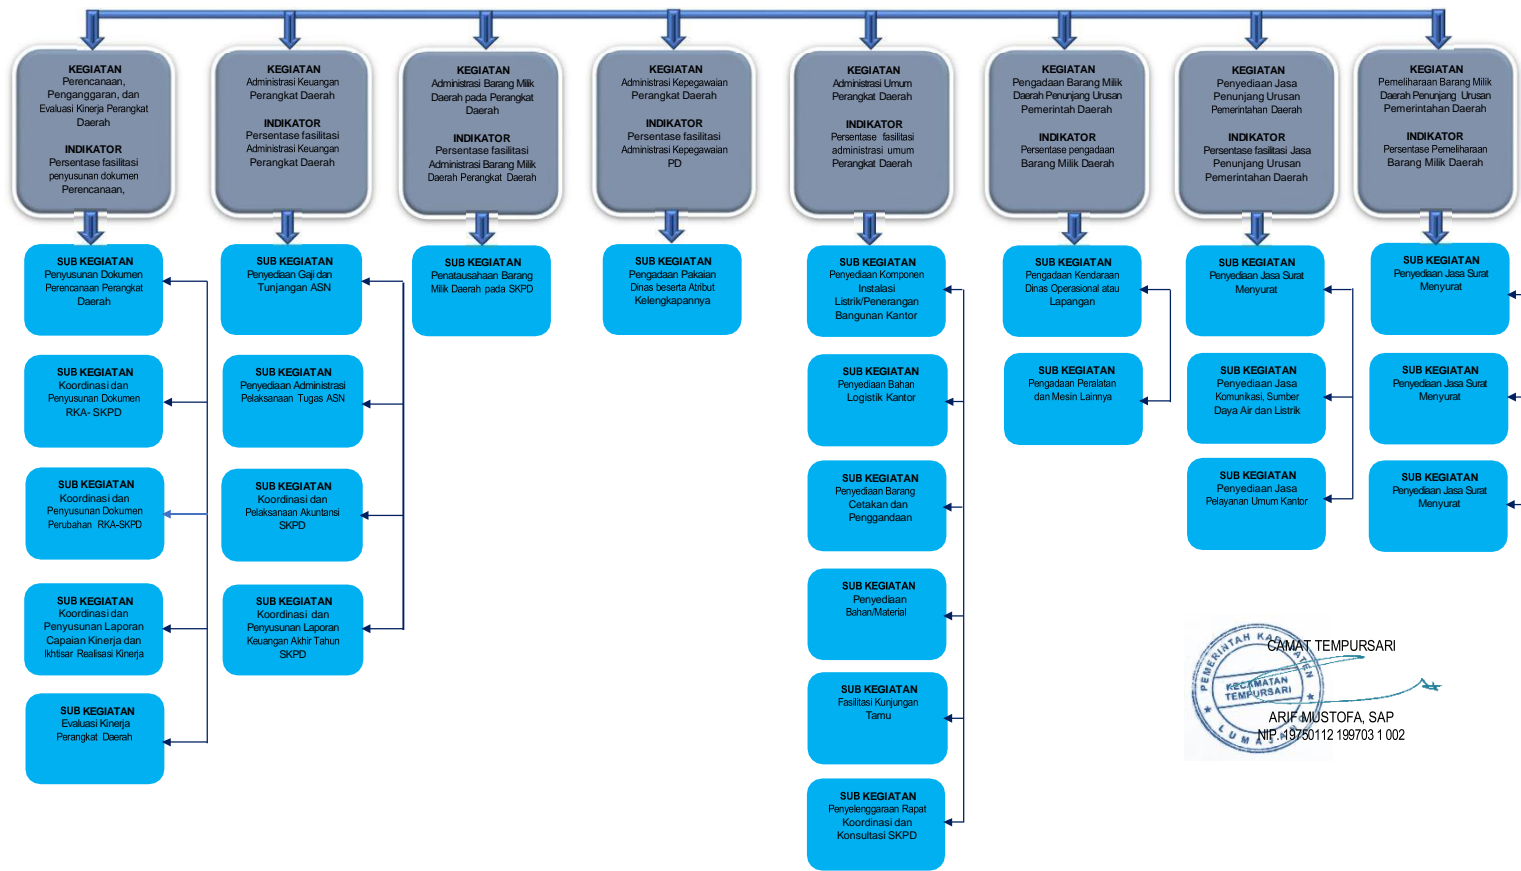 KEGIATAN
Perencanaan,
Penganggaran, dan
Evaluasi Kinerja Perangkat
Daerah
INDIKATOR
Persentase fasilitasi
penyusunan dokumen
Perencanaan,
KEGIATAN
Administrasi Keuangan
Perangkat Daerah
INDIKATOR
Persentase fasilitasi
Administrasi Keuangan
Perangkat Daerah
KEGIATAN
Administrasi Barang Milik
Daerah pada Perangkat
Daerah
INDIKATOR
Persentase fasilitasi
Administrasi Barang Milik
Daerah Perangkat Daerah
KEGIATAN
Administrasi Kepegawaian
Perangkat Daerah
INDIKATOR
Persentase fasilitasi
Administrasi Kepegawaian
PD
KEGIATAN
Administrasi Umum
Perangkat Daerah
INDIKATOR
Persentase fasilitasi
administrasi umum
Perangkat Daerah
KEGIATAN
Pengadaan Barang Milik
Daerah Penunjang Urusan
Pemerintah Daerah
INDIKATOR
Persentase pengadaan
Barang Milik Daerah
KEGIATAN
Penyediaan Jasa
Penunjang Urusan
Pemerintahan Daerah
INDIKATOR
Persentase fasilitasi Jasa
Penunjang Urusan
Pemerintahan Daerah
KEGIATAN
Pemeliharaan Barang Milik
Daerah Penunjang Urusan
Pemerintahan Daerah
INDIKATOR
Persentase Pemeliharaan
Barang Milik Daerah
SUB KEGIATAN
Penyusunan Dokumen
Perencanaan Perangkat
Daerah
SUB KEGIATAN
Koordinasi dan
Penyusunan Dokumen
RKA- SKPD
SUB KEGIATAN
Koordinasi dan
Penyusunan Dokumen
Perubahan RKA-SKPD
SUB KEGIATAN
Koordinasi dan
Penyusunan Laporan
Capaian Kinerja dan
Ikhtisar Realisasi Kinerja
SUB KEGIATAN
Evaluasi Kinerja
Perangkat Daerah
SUB KEGIATAN
Penyediaan Gaji dan
Tunjangan ASN
SUB KEGIATAN
Penyediaan Administrasi
Pelaksanaan Tugas ASN
SUB KEGIATAN
Koordinasi dan
Pelaksanaan Akuntansi
SKPD
SUB KEGIATAN
Koordinasi dan
Penyusunan Laporan
Keuangan Akhir Tahun
SKPD
SUB KEGIATAN
Penatausahaan Barang
Milik Daerah pada SKPD
SUB KEGIATAN
Pengadaan Pakaian
Dinas beserta Atribut
Kelengkapannya
SUB KEGIATAN
Penyediaan Komponen
Instalasi
Listrik/Penerangan
Bangunan Kantor
SUB KEGIATAN
Penyediaan Bahan
Logistik Kantor
SUB KEGIATAN
Penyediaan Barang
Cetakan dan
Penggandaan
SUB KEGIATAN
Penyediaan
Bahan/Material
SUB KEGIATAN
Fasilitasi Kunjungan
Tamu
SUB KEGIATAN
Penyelenggaraan Rapat
Koordinasi dan
Konsultasi SKPD
SUB KEGIATAN
Pengadaan Kendaraan
Dinas Operasional atau
Lapangan
SUB KEGIATAN
Pengadaan Peralatan
dan Mesin Lainnya
SUB KEGIATAN
Penyediaan Jasa Surat
Menyurat
SUB KEGIATAN
Penyediaan Jasa
Komunikasi, Sumber
Daya Air dan Listrik
SUB KEGIATAN
Penyediaan Jasa
Pelayanan Umum Kantor
SUB KEGIATAN
Penyediaan Jasa Surat
Menyurat
SUB KEGIATAN
Penyediaan Jasa Surat
Menyurat
SUB KEGIATAN
Penyediaan Jasa Surat
Menyurat
CAMAT TEMPURSARI
PEMERINTAH KABUPATEN
KECAMATAN
TEMPURSARI
LUMAJANG
ARIF MUSTOFA, SAP
NIP. 19750112 199703 1 002